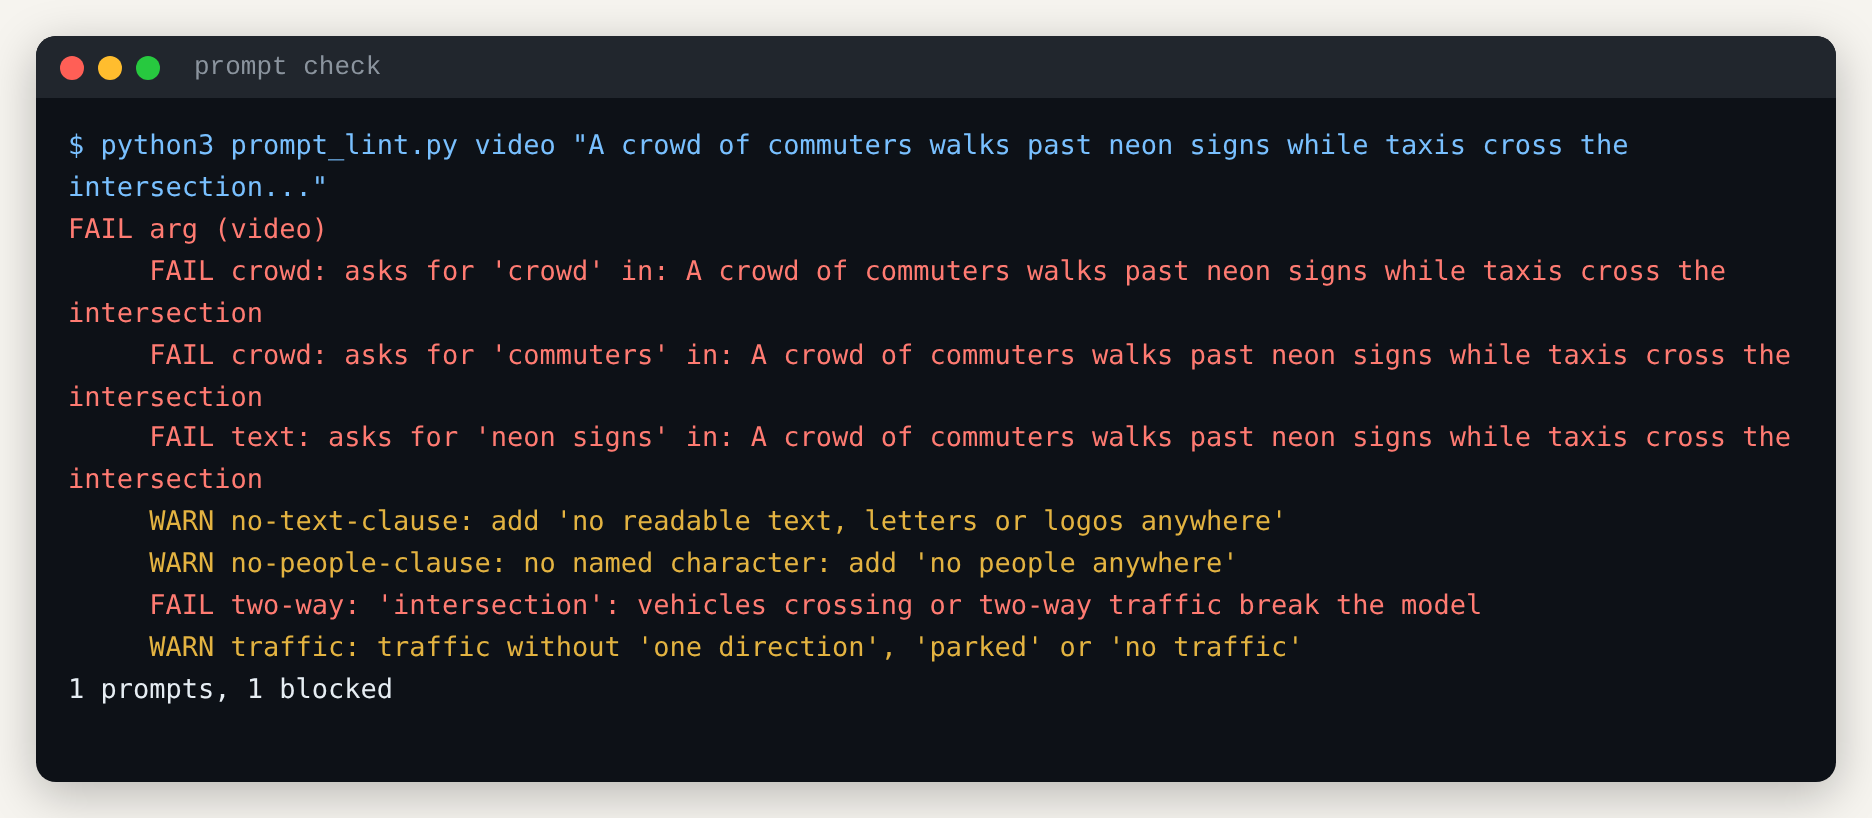 prompt check
$ python3 prompt_lint.py video "A crowd of commuters walks past neon signs while taxis cross the
intersection..."
FAIL arg (video)
FAIL crowd: asks for 'crowd' in: A crowd of commuters walks past neon signs while taxis cross the
intersection
FAIL crowd: asks for 'commuters' in: A crowd of commuters walks past neon signs while taxis cross the
intersection
FAIL text: asks for 'neon signs' in: A crowd of commuters walks past neon signs while taxis cross the
intersection
WARN no-text-clause: add 'no readable text, letters or logos anywhere'
WARN no-people-clause: no named character: add 'no people anywhere'
FAIL two-way: 'intersection': vehicles crossing or two-way traffic break the model
WARN traffic: traffic without 'one direction', 'parked' or 'no traffic'
1 prompts, 1 blocked